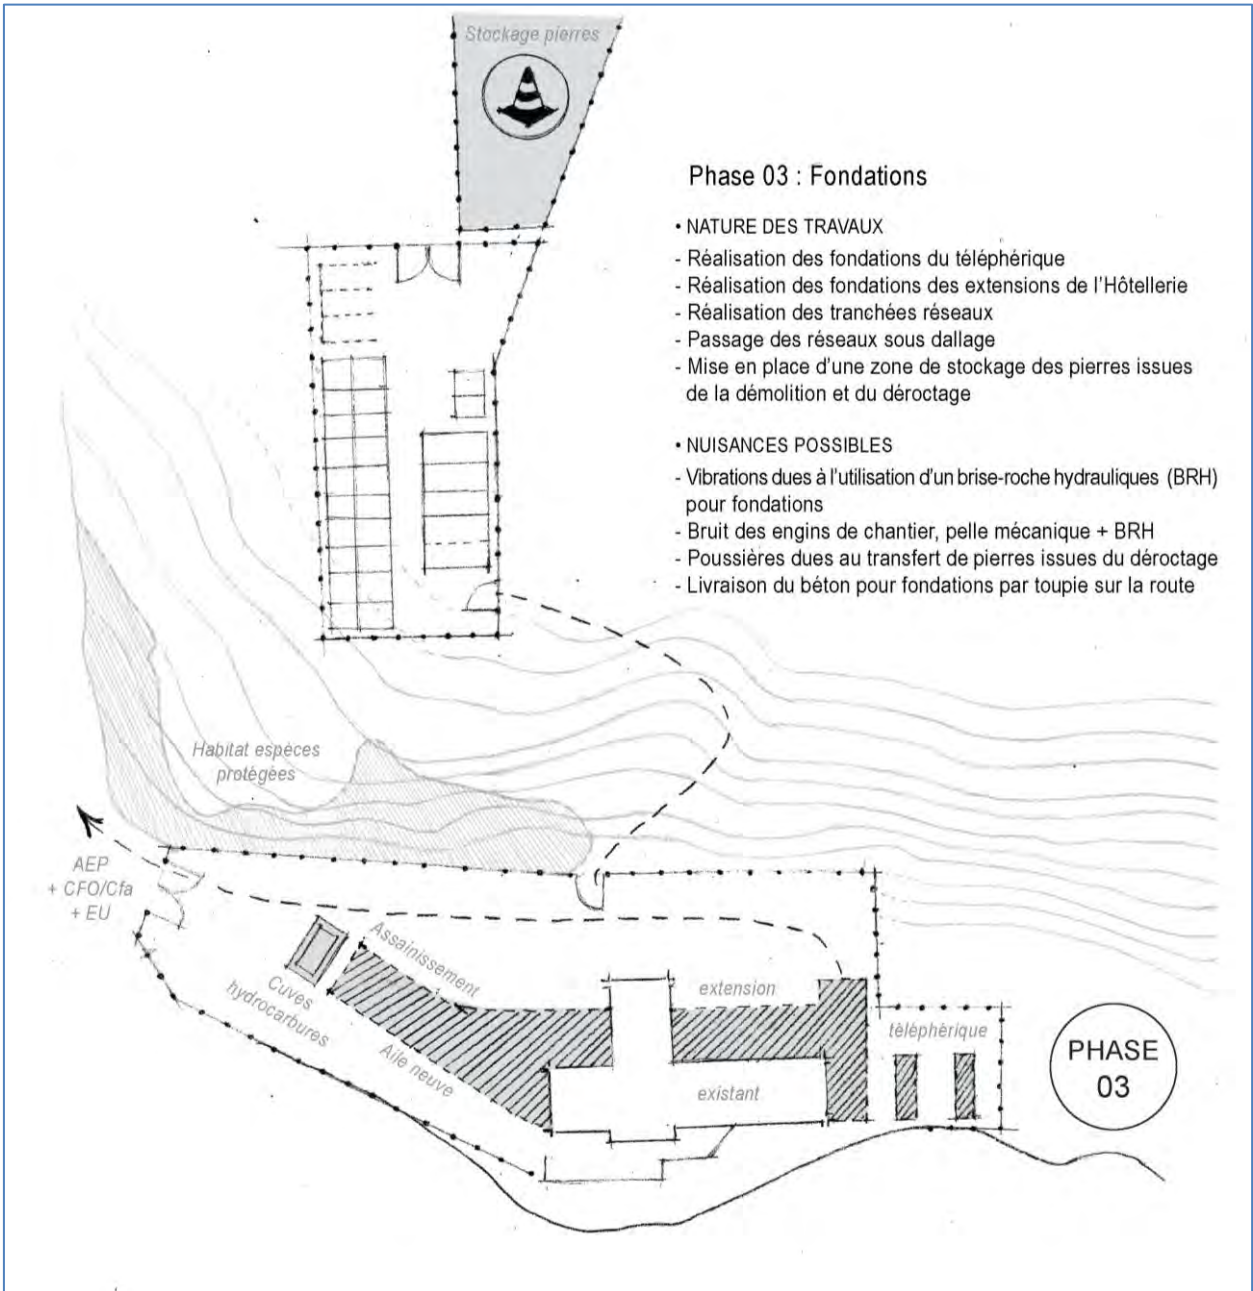 Stockage pierres
Phase 03 : Fondations
• NATURE DES TRAVAUX
- Réalisation des fondations du téléphérique
- Réalisation des fondations des extensions de l'Hôtellerie
- Réalisation des tranchées réseaux
- Passage des réseaux sous dallage
- Mise en place d'une zone de stockage des pierres issues
de la démolition et du déroctage
• NUISANCES POSSIBLES
- Vibrations dues à l'utilisation d'un brise-roche hydrauliques (BRH)
pour fondations
- Bruit des engins de chantier, pelle mécanique + BRH
- Poussières dues au transfert de pierres issues du déroctage
- Livraison du béton pour fondations par toupie sur la route
Habitat espèces
protégées
AEP
+ CFO/Cfa
+ EU
Assainissement
Cuves
hydrocarbures
Aile neuve
extension
existant
téléphérique
PHASE
03